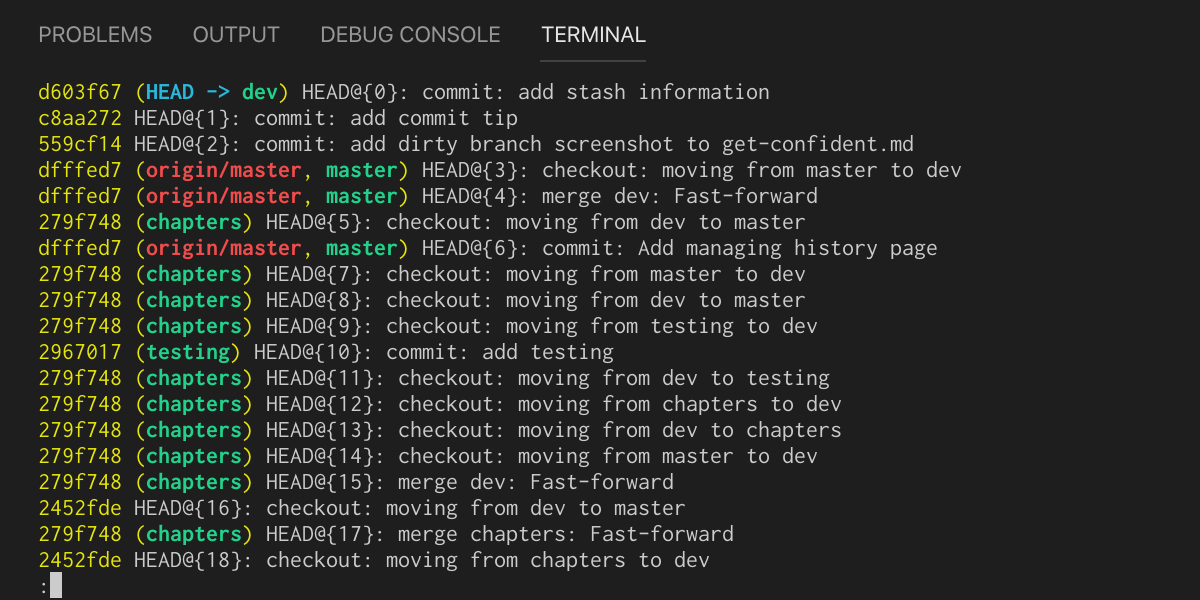 PROBLEMS OUTPUT DEBUG CONSOLE TERMINAL
d603f67 (HEAD -> dev) HEAD@{0}: commit: add stash information
c8aa272 HEAD@{1}: commit: add commit tip
559cf14 HEAD@{2}: commit: add dirty branch screenshot to get-confident.md
dfffed7 (origin/master, master) HEAD@{3}: checkout: moving from master to dev
dfffed7 (origin/master, master) HEAD@{4}: merge dev: Fast-forward
279f748 (chapters) HEAD@{5}: checkout: moving from dev to master
dfffed7 (origin/master, master) HEAD@{6}: commit: Add managing history page
279f748 (chapters) HEAD@{7}: checkout: moving from master to dev
279f748 (chapters) HEAD@{8}: checkout: moving from dev to master
279f748 (chapters) HEAD@{9}: checkout: moving from testing to dev
2967017 (testing) HEAD@{10}: commit: add testing
279f748 (chapters) HEAD@{11}: checkout: moving from dev to testing
279f748 (chapters) HEAD@{12}: checkout: moving from chapters to dev
279f748 (chapters) HEAD@{13}: checkout: moving from dev to chapters
279f748 (chapters) HEAD@{14}: checkout: moving from master to dev
279f748 (chapters) HEAD@{15}: merge dev: Fast-forward
2452fde HEAD@{16}: checkout: moving from dev to master
279f748 (chapters) HEAD@{17}: merge chapters: Fast-forward
2452fde HEAD@{18}: checkout: moving from chapters to dev
: